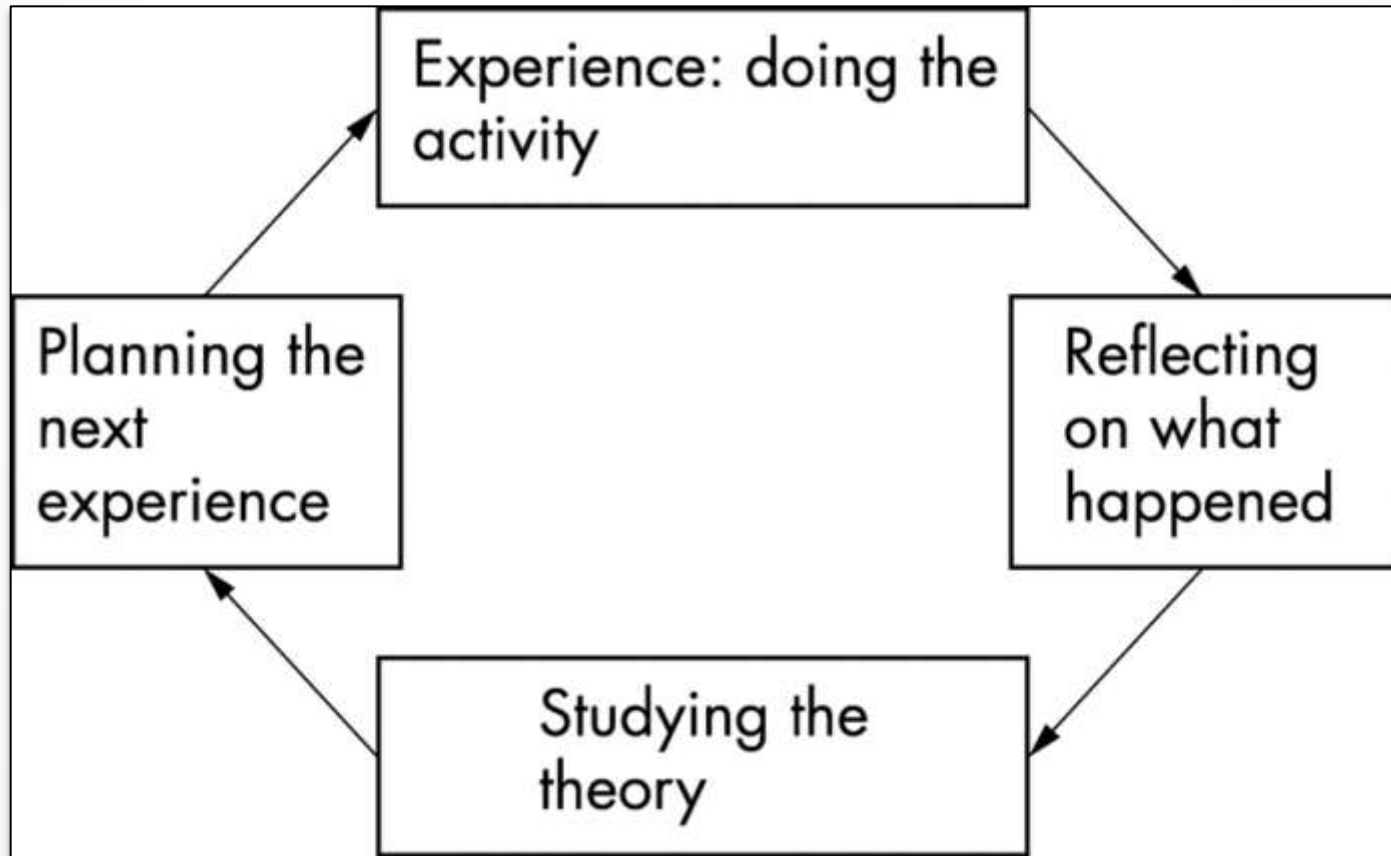 Experience: doing the
activity
Reflecting
on what
happened
Studying the
theory
Planning the
next
experience